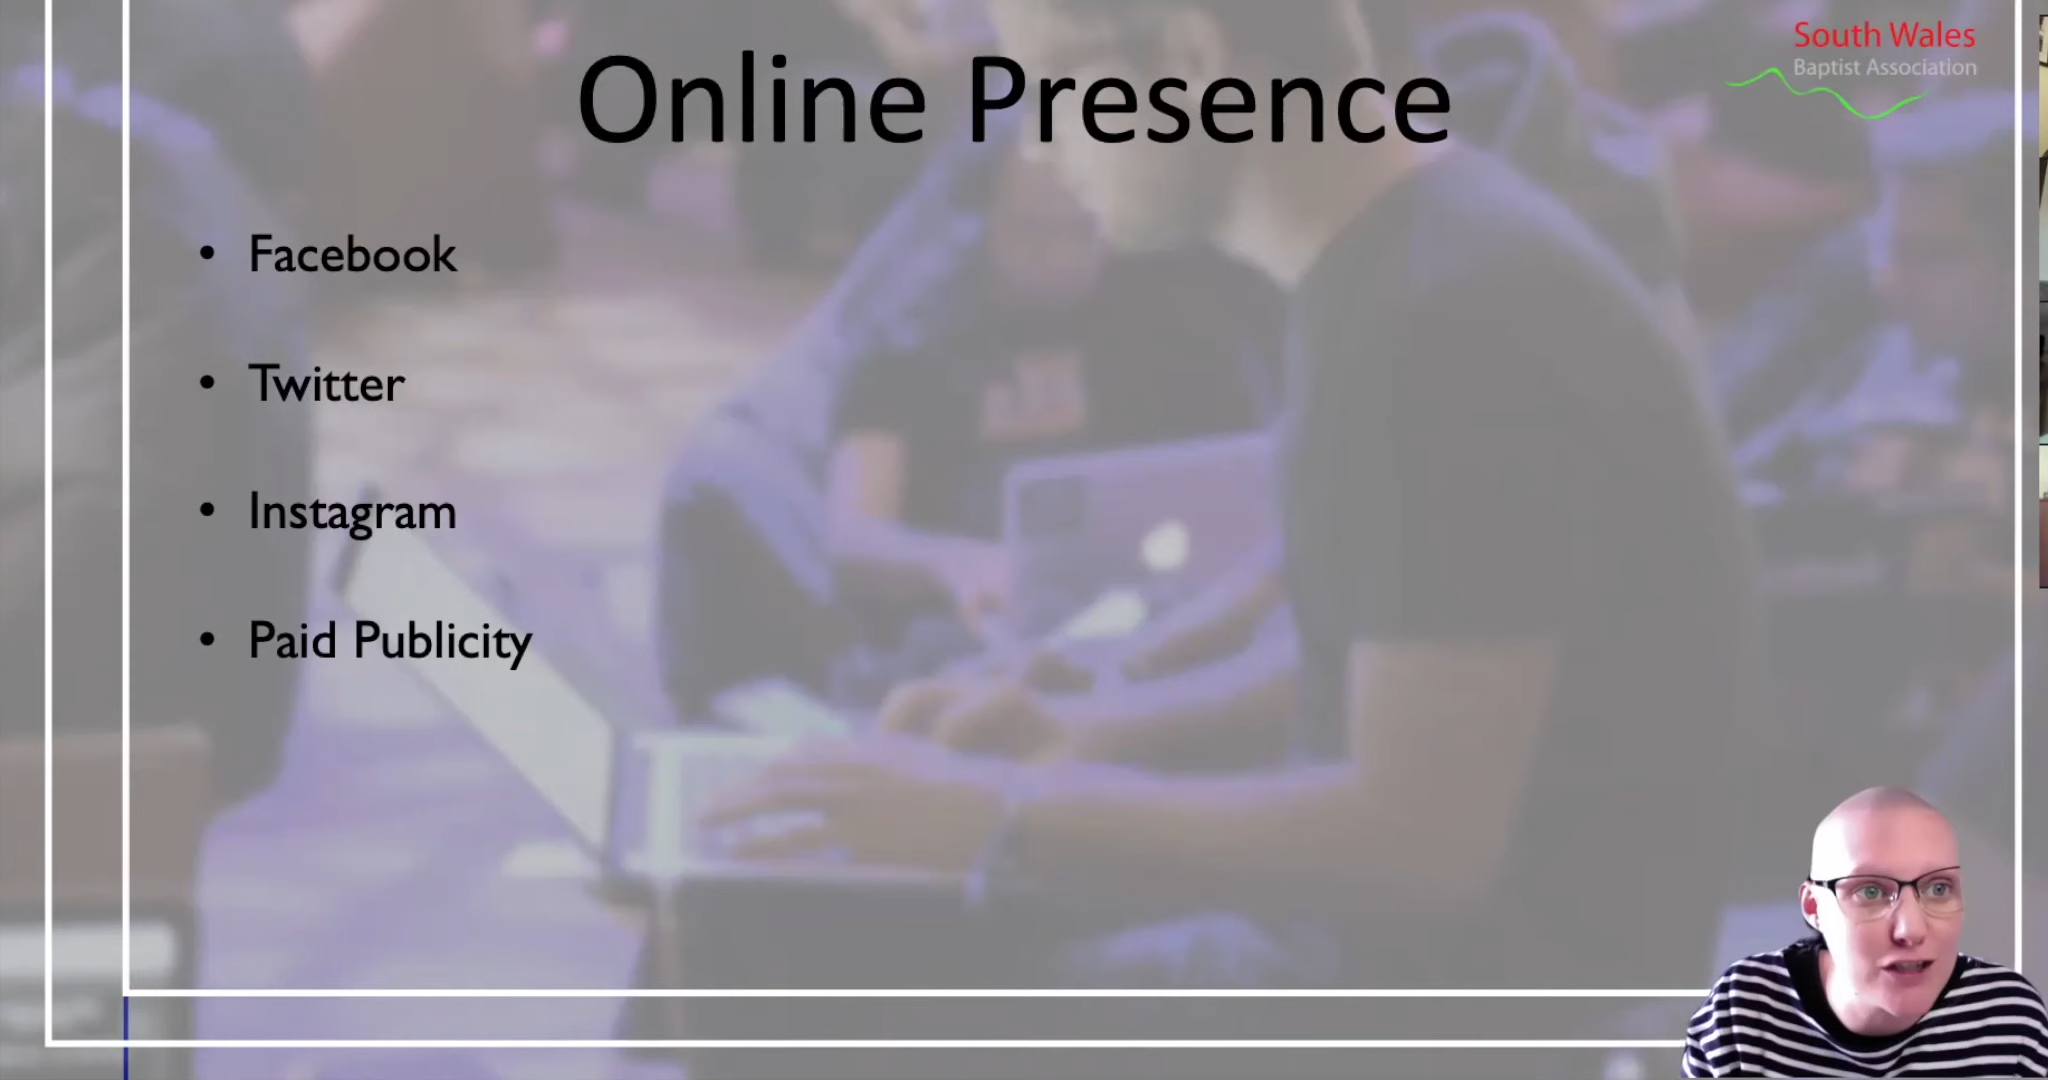 Online Presence
South Wales
Baptist Association
• Facebook
• Twitter
• Instagram
• Paid Publicity